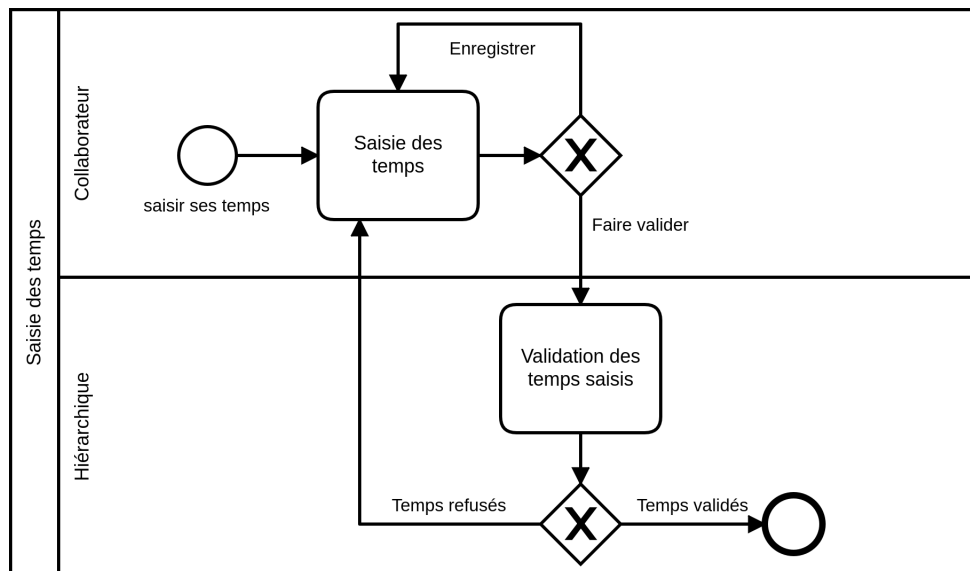 Saisie des temps
Collaborateur
Enregistrer
saisir ses temps
Saisie des
temps
X
Faire valider
Hiérarchique
Validation des
temps saisis
Temps refusés
X
Temps validés